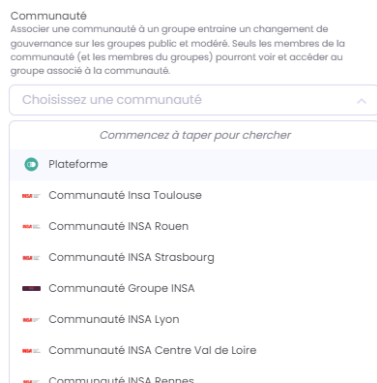 Communauté
Associer une communauté à un groupe entraine un changement de
gouvernance sur les groupes public et modéré. Seuls les membres de la
communauté (et les membres du groupes) pourront voir et accéder au
groupe associé à la communauté.
Choisissez une communauté
Commencez à taper pour chercher
Plateforme
Communauté Insa Toulouse
Communauté INSA Rouen
Communauté INSA Strasbourg
Communauté Groupe INSA
Communauté INSA Lyon
Communauté INSA Centre Val de Loire
Communauté INSA Rennes